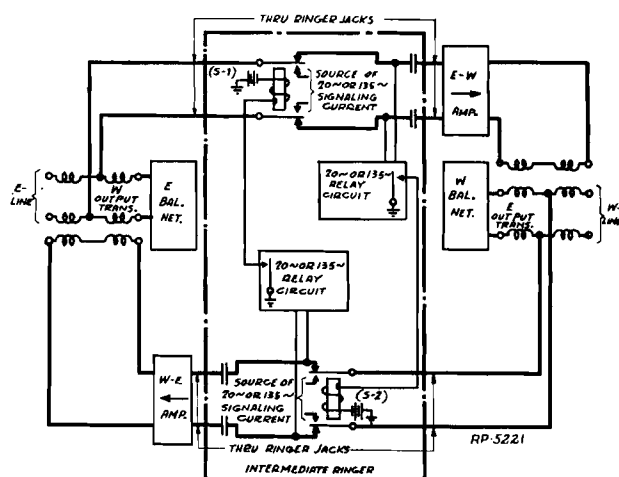 THRU RINGER JACKS
(S-1)
SOURCE OF
20~OR 135~
SIGNALING
CURRENT
E-W
AMP.
E-
LINE
W
OUTPUT
TRANS.
E
BAL.
NET.
20~OR 135~
RELAY
CIRCUIT
W
BAL.
NET.
E
OUTPUT
TRANS.
W-
LINE
20~OR 135~
RELAY
CIRCUIT
W-E
AMP.
SOURCE OF
20~OR 135~
SIGNALING
CURRENT
(S-2)
THRU RINGER JACKS
RP-5221
INTERMEDIATE RINGER